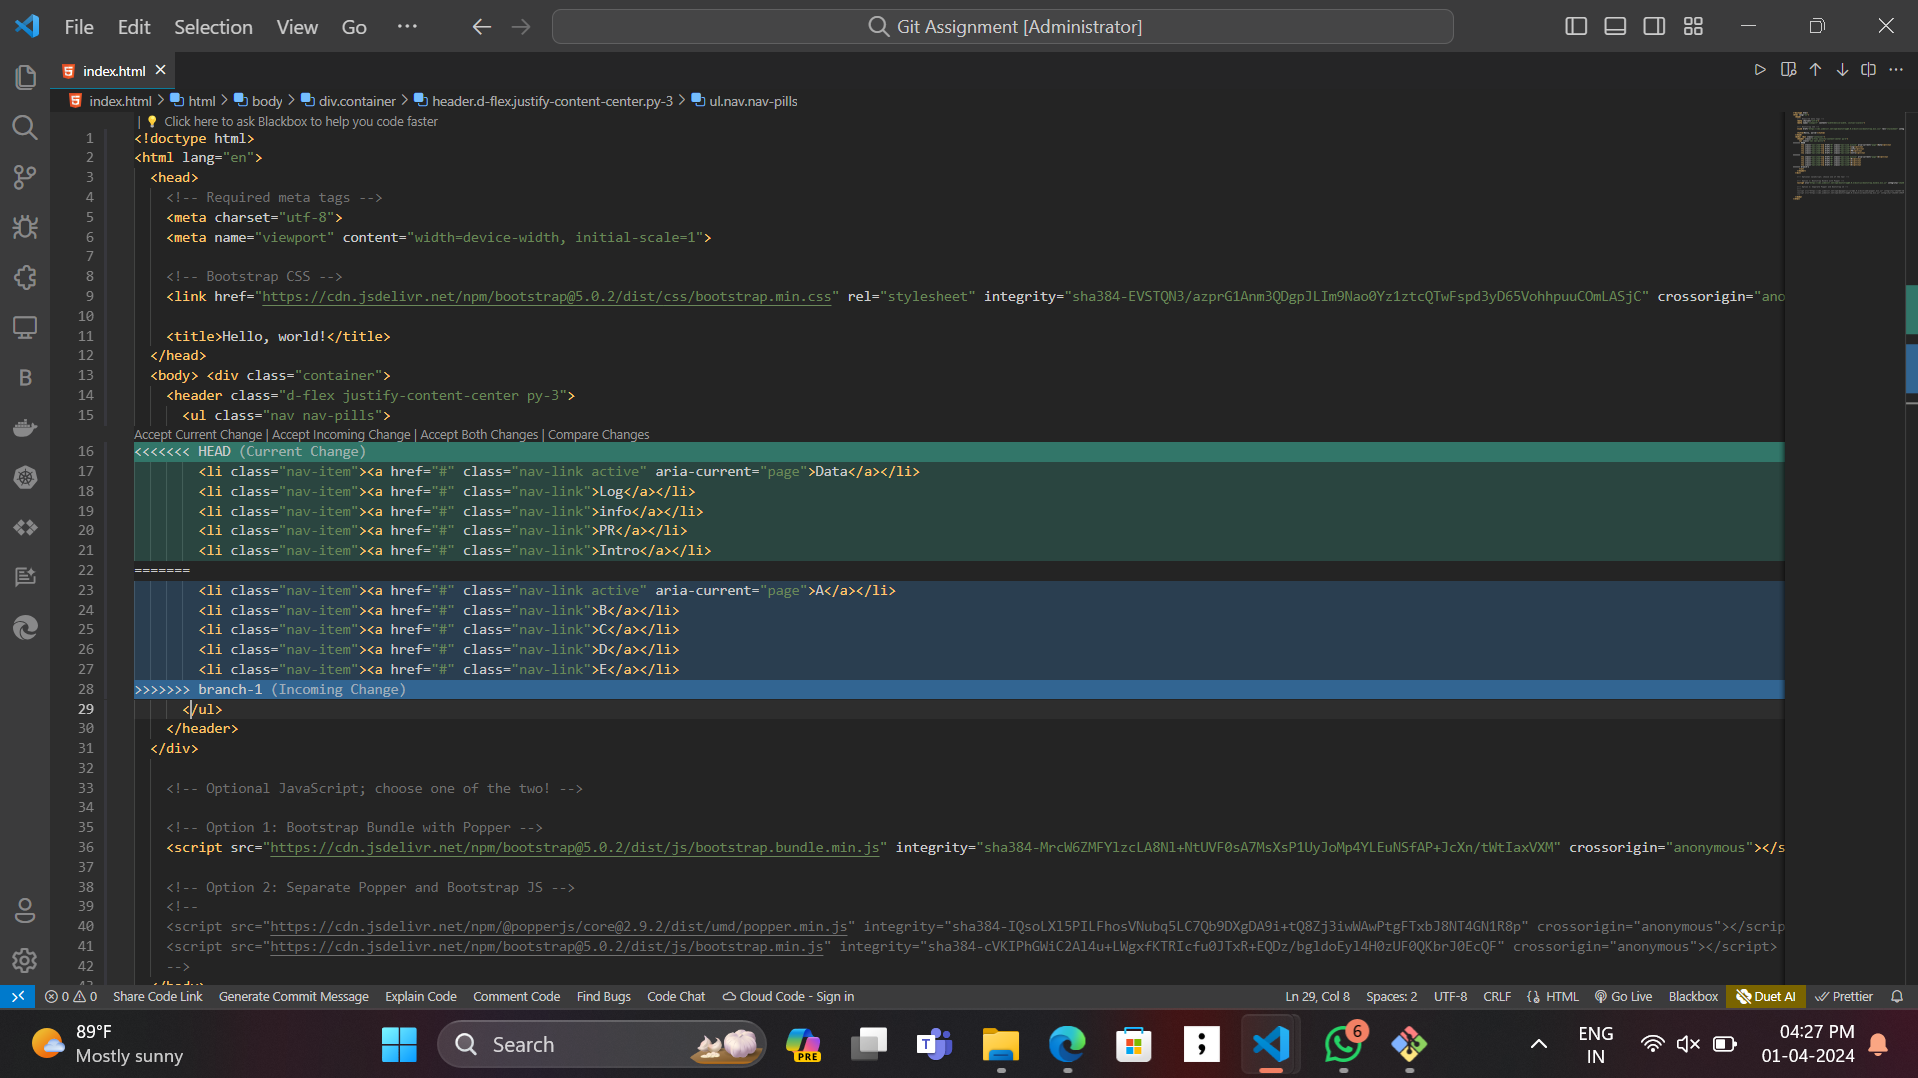 File Edit Selection View Go ··· Git Assignment [Administrator]
index.html
index.html > html > body > div.container > header.d-flex.justify-content-center.py-3 > ul.nav.nav-pills
Click here to ask Blackbox to help you code faster
1 <!doctype html>
2 <html lang="en">
3 <head>
4 <!-- Required meta tags -->
5 <meta charset="utf-8">
6 <meta name="viewport" content="width=device-width, initial-scale=1">
7
8 <!-- Bootstrap CSS -->
9 <link href="https://cdn.jsdelivr.net/npm/bootstrap@5.0.2/dist/css/bootstrap.min.css" rel="stylesheet" integrity="sha384-EVSTQN3/azprG1Anm3QDgpJLIm9Nao0Yz1ztcQTwFspd3yD65VohhpuuCOmLASjC" crossorigin="ano
10
11 <title>Hello, world!</title>
12 </head>
13 <body> <div class="container">
14 <header class="d-flex justify-content-center py-3">
15 <ul class="nav nav-pills">
Accept Current Change | Accept Incoming Change | Accept Both Changes | Compare Changes
16 <<<<<<< HEAD (Current Change)
17 <li class="nav-item"><a href="#" class="nav-link active" aria-current="page">Data</a></li>
18 <li class="nav-item"><a href="#" class="nav-link">Log</a></li>
19 <li class="nav-item"><a href="#" class="nav-link">info</a></li>
20 <li class="nav-item"><a href="#" class="nav-link">PR</a></li>
21 <li class="nav-item"><a href="#" class="nav-link">Intro</a></li>
22 =======
23 <li class="nav-item"><a href="#" class="nav-link active" aria-current="page">A</a></li>
24 <li class="nav-item"><a href="#" class="nav-link">B</a></li>
25 <li class="nav-item"><a href="#" class="nav-link">C</a></li>
26 <li class="nav-item"><a href="#" class="nav-link">D</a></li>
27 <li class="nav-item"><a href="#" class="nav-link">E</a></li>
28 >>>>>>> branch-1 (Incoming Change)
29 </ul>
30 </header>
31 </div>
32
33 <!-- Optional JavaScript; choose one of the two! -->
34
35 <!-- Option 1: Bootstrap Bundle with Popper -->
36 <script src="https://cdn.jsdelivr.net/npm/bootstrap@5.0.2/dist/js/bootstrap.bundle.min.js" integrity="sha384-MrcW6ZMFYlzcLA8Nl+NtUVF0sA7MsXsP1UyJoMp4YLEuNSfAP+JcXn/tWtIaxVXM" crossorigin="anonymous"></s
37
38 <!-- Option 2: Separate Popper and Bootstrap JS -->
39 <!--
40 <script src="https://cdn.jsdelivr.net/npm/@popperjs/core@2.9.2/dist/umd/popper.min.js" integrity="sha384-IQsoLXl5PILFhosVNubq5LC7Qb9DXgDA9i+tQ8Zj3iwWAwPtgFTxbJ8NT4GN1R8p" crossorigin="anonymous"></scrip
41 <script src="https://cdn.jsdelivr.net/npm/bootstrap@5.0.2/dist/js/bootstrap.min.js" integrity="sha384-cVKIPhGWiC2Al4u+LWgxfKTRIcfu0JTxR+EQDz/bgldoEyl4H0zUF0QKbrJ0EcQF" crossorigin="anonymous"></script>
42 -->
0 0 Share Code Link Generate Commit Message Explain Code Comment Code Find Bugs Code Chat Cloud Code - Sign in Ln 29, Col 8 Spaces: 2 UTF-8 CRLF HTML Go Live Blackbox Duet AI Prettier
89°F
Mostly sunny
Search
PRE
6
ENG
IN
04:27 PM
01-04-2024